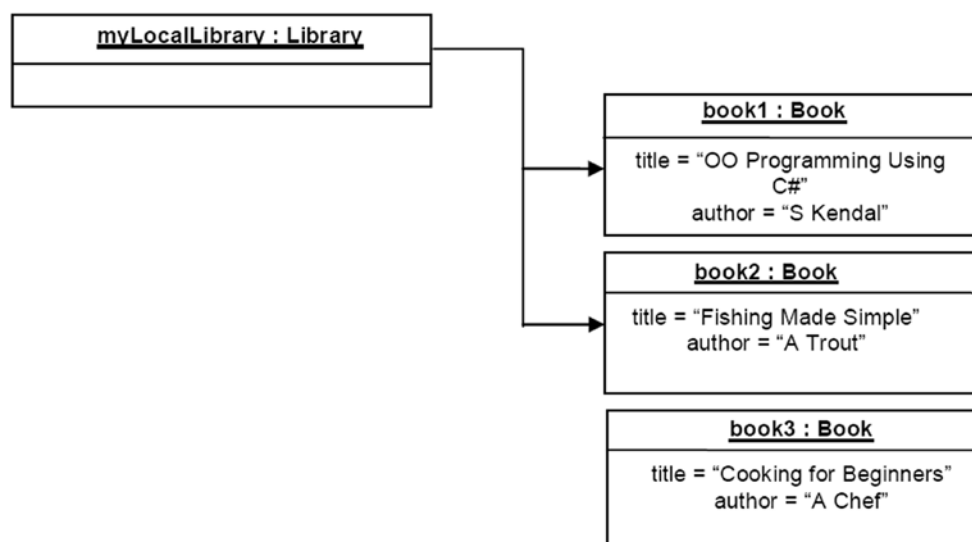 myLocalLibrary : Library
book1 : Book
title = “OO Programming Using
C#”
author = “S Kendal”
book2 : Book
title = “Fishing Made Simple”
author = “A Trout”
book3 : Book
title = “Cooking for Beginners”
author = “A Chef”